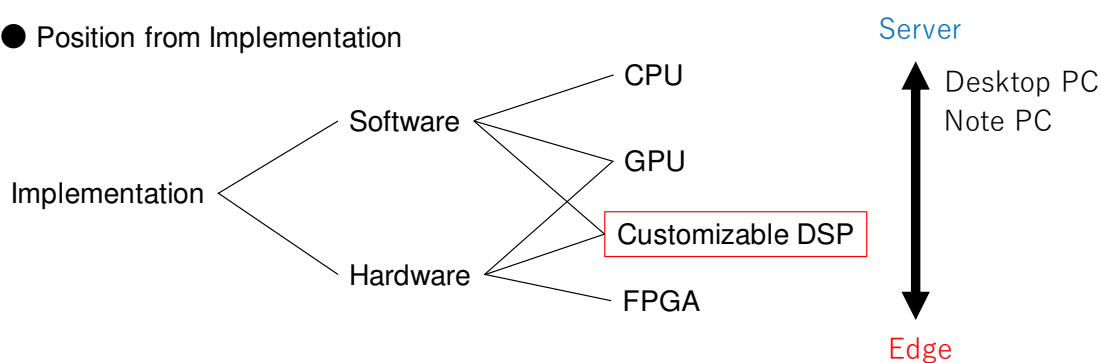 ● Position from Implementation
Server
CPU
Desktop PC
Software
Note PC
GPU
Implementation
Customizable DSP
Hardware
FPGA
Edge